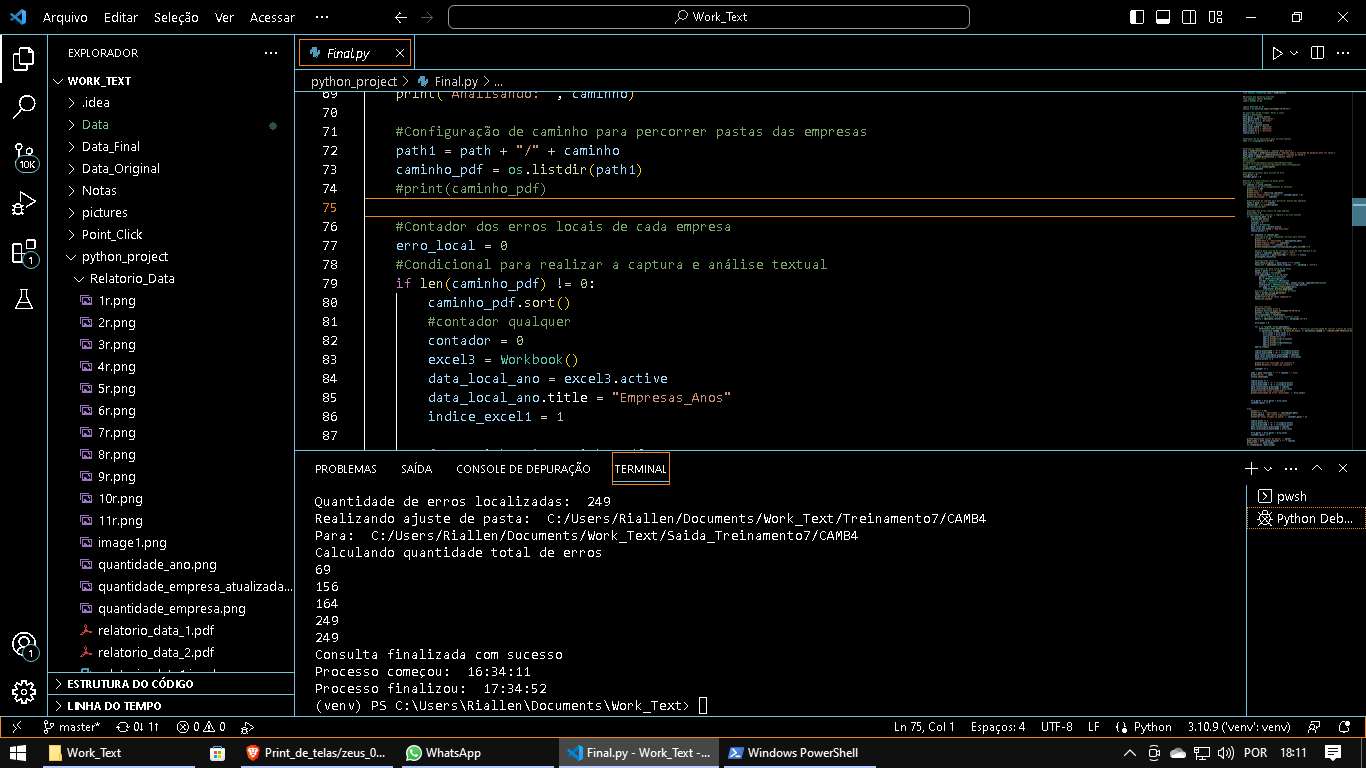 Arquivo Editar Seleção Ver Acessar ··· Work_Text
EXPLORADOR ···
WORK_TEXT
.idea
Data
Data_Final
Data_Original
Notas
pictures
Point_Click
python_project
Relatorio_Data
1r.png
2r.png
3r.png
4r.png
5r.png
6r.png
7r.png
8r.png
9r.png
10r.png
11r.png
image1.png
quantidade_ano.png
quantidade_empresa_atualizada...
quantidade_empresa.png
relatorio_data_1.pdf
relatorio_data_2.pdf
ESTRUTURA DO CÓDIGO
LINHA DO TEMPO
10K
1
1
Final.py
python_project > Final.py > ...
69 print("Analisando: ", caminho)
70
71 #Configuração de caminho para percorrer pastas das empresas
72 path1 = path + "/" + caminho
73 caminho_pdf = os.listdir(path1)
74 #print(caminho_pdf)
75
76 #Contador dos erros locais de cada empresa
77 erro_local = 0
78 #Condicional para realizar a captura e análise textual
79 if len(caminho_pdf) != 0:
80 caminho_pdf.sort()
81 #contador qualquer
82 contador = 0
83 excel3 = Workbook()
84 data_local_ano = excel3.active
85 data_local_ano.title = "Empresas_Anos"
86 indice_excel1 = 1
87
PROBLEMAS SAÍDA CONSOLE DE DEPURAÇÃO TERMINAL
Quantidade de erros localizadas: 249
Realizando ajuste de pasta: C:/Users/Riallen/Documents/Work_Text/Treinamento7/CAMB4
Para: C:/Users/Riallen/Documents/Work_Text/Saida_Treinamento7/CAMB4
Calculando quantidade total de erros
69
156
164
249
249
Consulta finalizada com sucesso
Processo começou: 16:34:11
Processo finalizou: 17:34:52
(venv) PS C:\Users\Riallen\Documents\Work_Text>
pwsh
Python Deb...
master* 0↓ 1↑ 0 0 Ln 75, Col 1 Espaços: 4 UTF-8 LF Python 3.10.9 ('venv': venv)
Work_Text Print_de_telas/zeus_0... WhatsApp Final.py - Work_Text -... Windows PowerShell POR 18:11